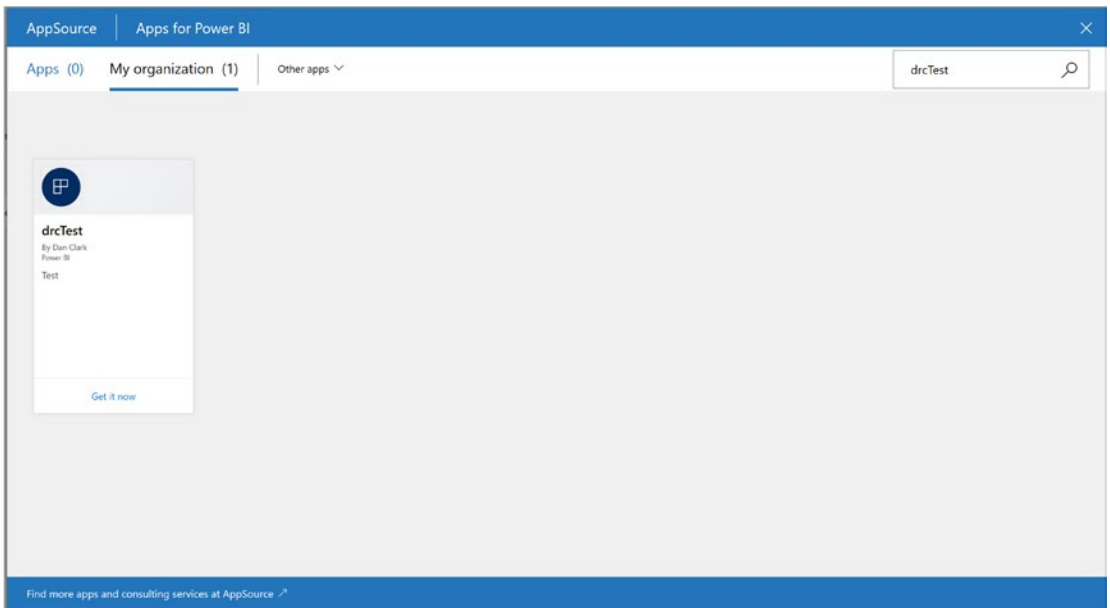 AppSource Apps for Power BI
Apps (0) My organization (1) Other apps drcTest
drcTest
By Dan Clark
Power BI
Test
Get it now
Find more apps and consulting services at AppSource